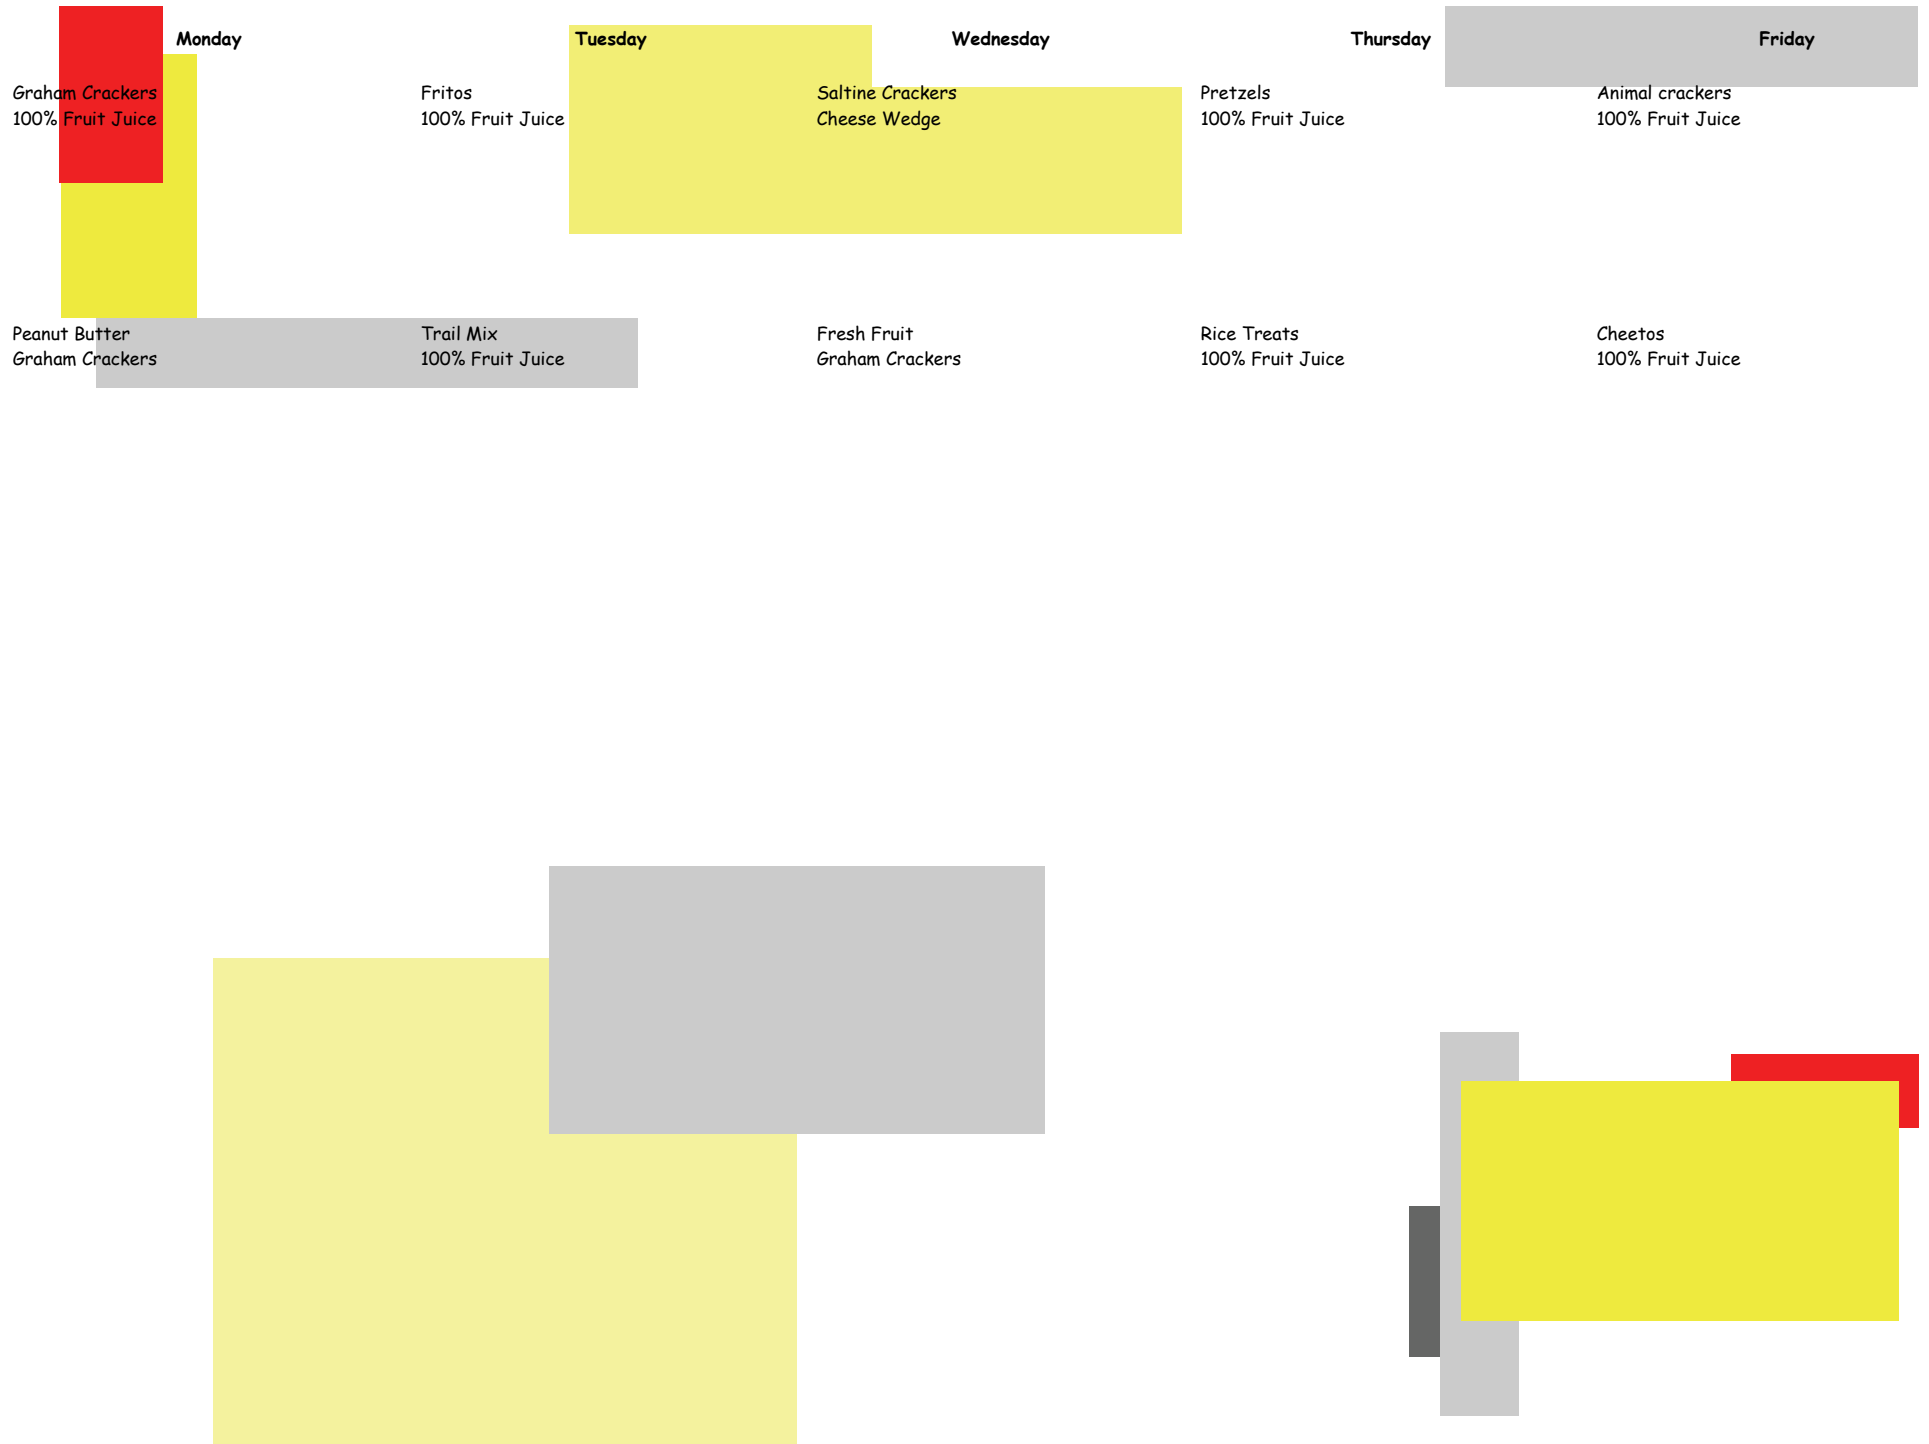 Monday Tuesday Wednesday Thursday Friday
Graham Crackers Fritos Saltine Crackers Pretzels Animal crackers
100% Fruit Juice 100% Fruit Juice Cheese Wedge 100% Fruit Juice 100% Fruit Juice
Peanut Butter Trail Mix Fresh Fruit Rice Treats Cheetos
Graham Crackers 100% Fruit Juice Graham Crackers 100% Fruit Juice 100% Fruit Juice